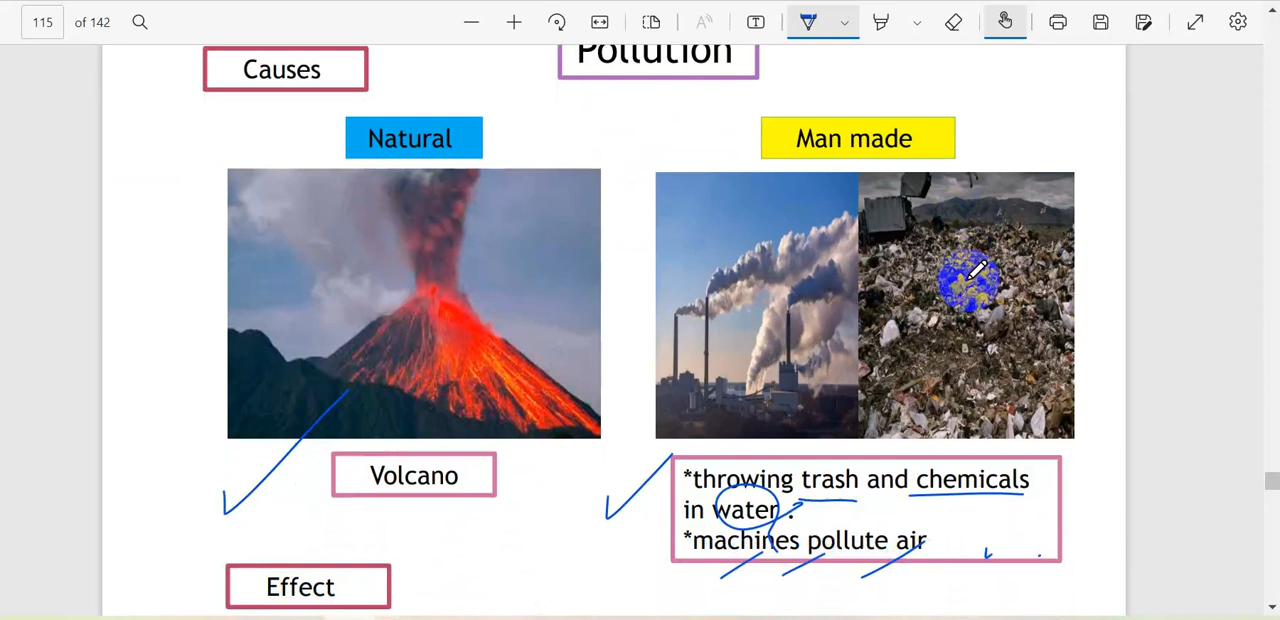 115 of 142
Pollution
Causes
Natural
Man made
Volcano
*throwing trash and chemicals
in water .
*machines pollute air
Effect